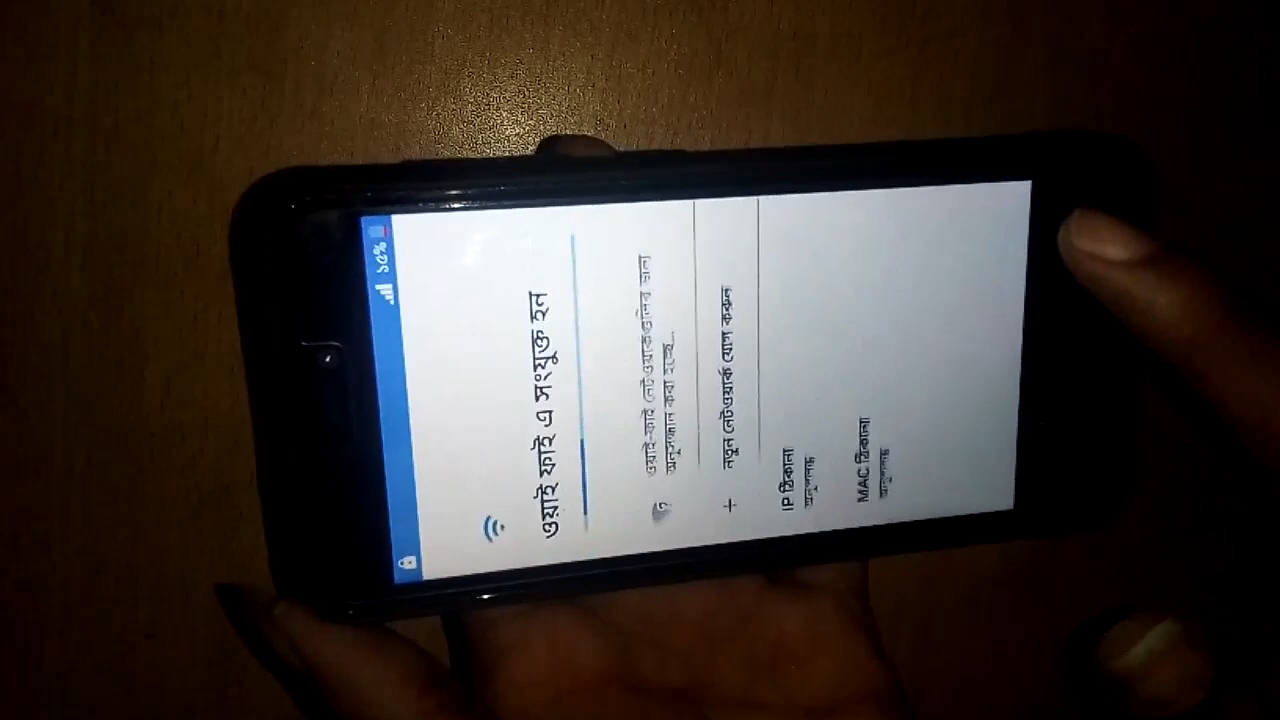 ১৫%
ওয়াই ফাই এ সংযুক্ত হন
ওয়াই-ফাই নেটওয়ার্কগুলির জন্য
অনুসন্ধান করা হচ্ছে...
+ নতুন নেটওয়ার্ক যোগ করুন
IP ঠিকানা
অনুপলব্ধ
MAC ঠিকানা
অনুপলব্ধ